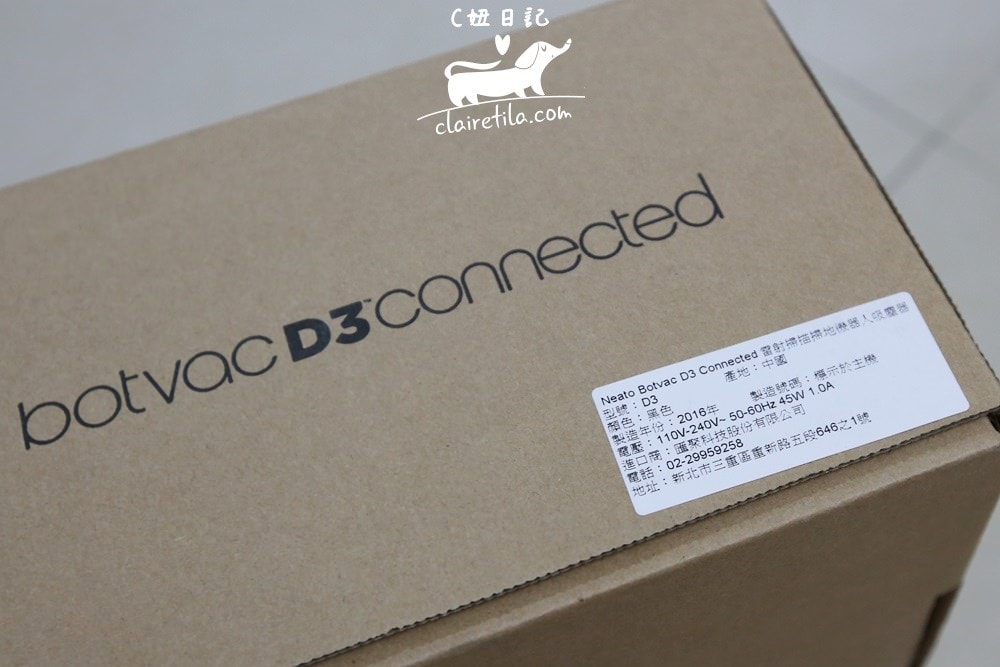 C妞日記
clairetila.com
botvac D3™ connected
Neato Botvac D3 Connected 雷射掃描掃地機器人吸塵器
型號：D3 產地：中國
顏色：黑色
製造年份：2016年 製造號碼：標示於主機
電壓：110V-240V~ 50-60Hz 45W 1.0A
進口商：匯聚科技股份有限公司
電話：02-29959258
地址：新北市三重區重新路五段646之1號